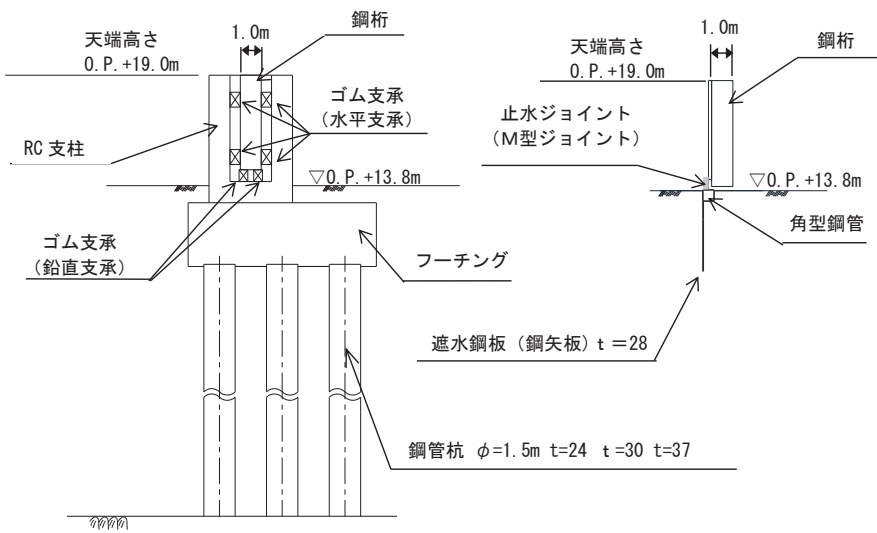 鋼桁
1.0m
天端高さ
O.P.+19.0m
ゴム支承
(水平支承)
RC 支柱
▽O.P.+13.8m
ゴム支承
(鉛直支承)
フーチング
鋼管杭 φ=1.5m t=24 t=30 t=37
1.0m
鋼桁
天端高さ
O.P.+19.0m
止水ジョイント
(M型ジョイント)
▽O.P.+13.8m
角型鋼管
遮水鋼板 (鋼矢板) t=28